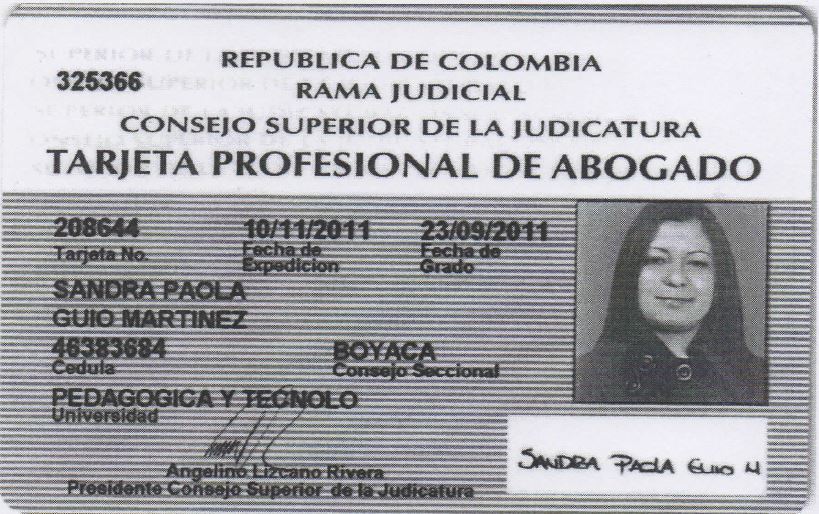 REPUBLICA DE COLOMBIA
325366
RAMA JUDICIAL
CONSEJO SUPERIOR DE LA JUDICATURA
TARJETA PROFESIONAL DE ABOGADO
208644 10/11/2011 23/09/2011
Tarjeta No. Fecha de Expedicion Fecha de Grado
SANDRA PAOLA
GUIO MARTINEZ
46383684 BOYACA
Cedula Consejo Seccional
PEDAGOGICA Y TECNOLO
Universidad
Angelino Lizcano Rivera
Presidente Consejo Superior de la Judicatura
SANDRA PAOLA GUIO M